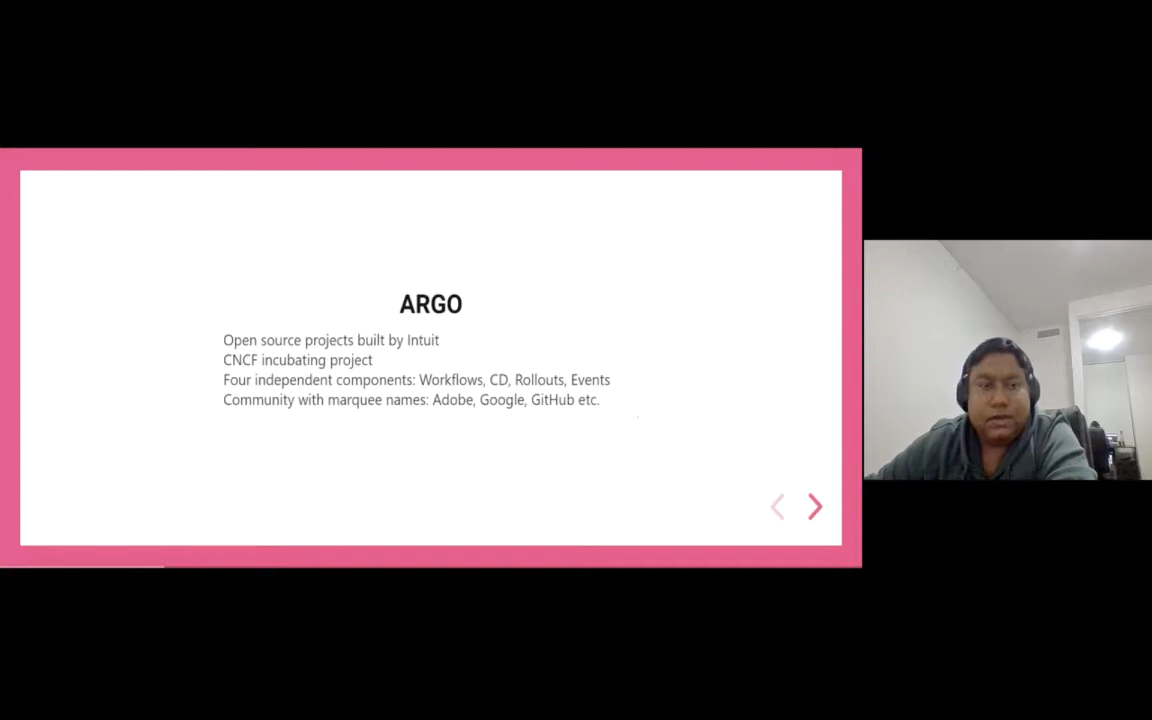 ARGO
Open source projects built by Intuit
CNCF incubating project
Four independent components: Workflows, CD, Rollouts, Events
Community with marquee names: Adobe, Google, GitHub etc.